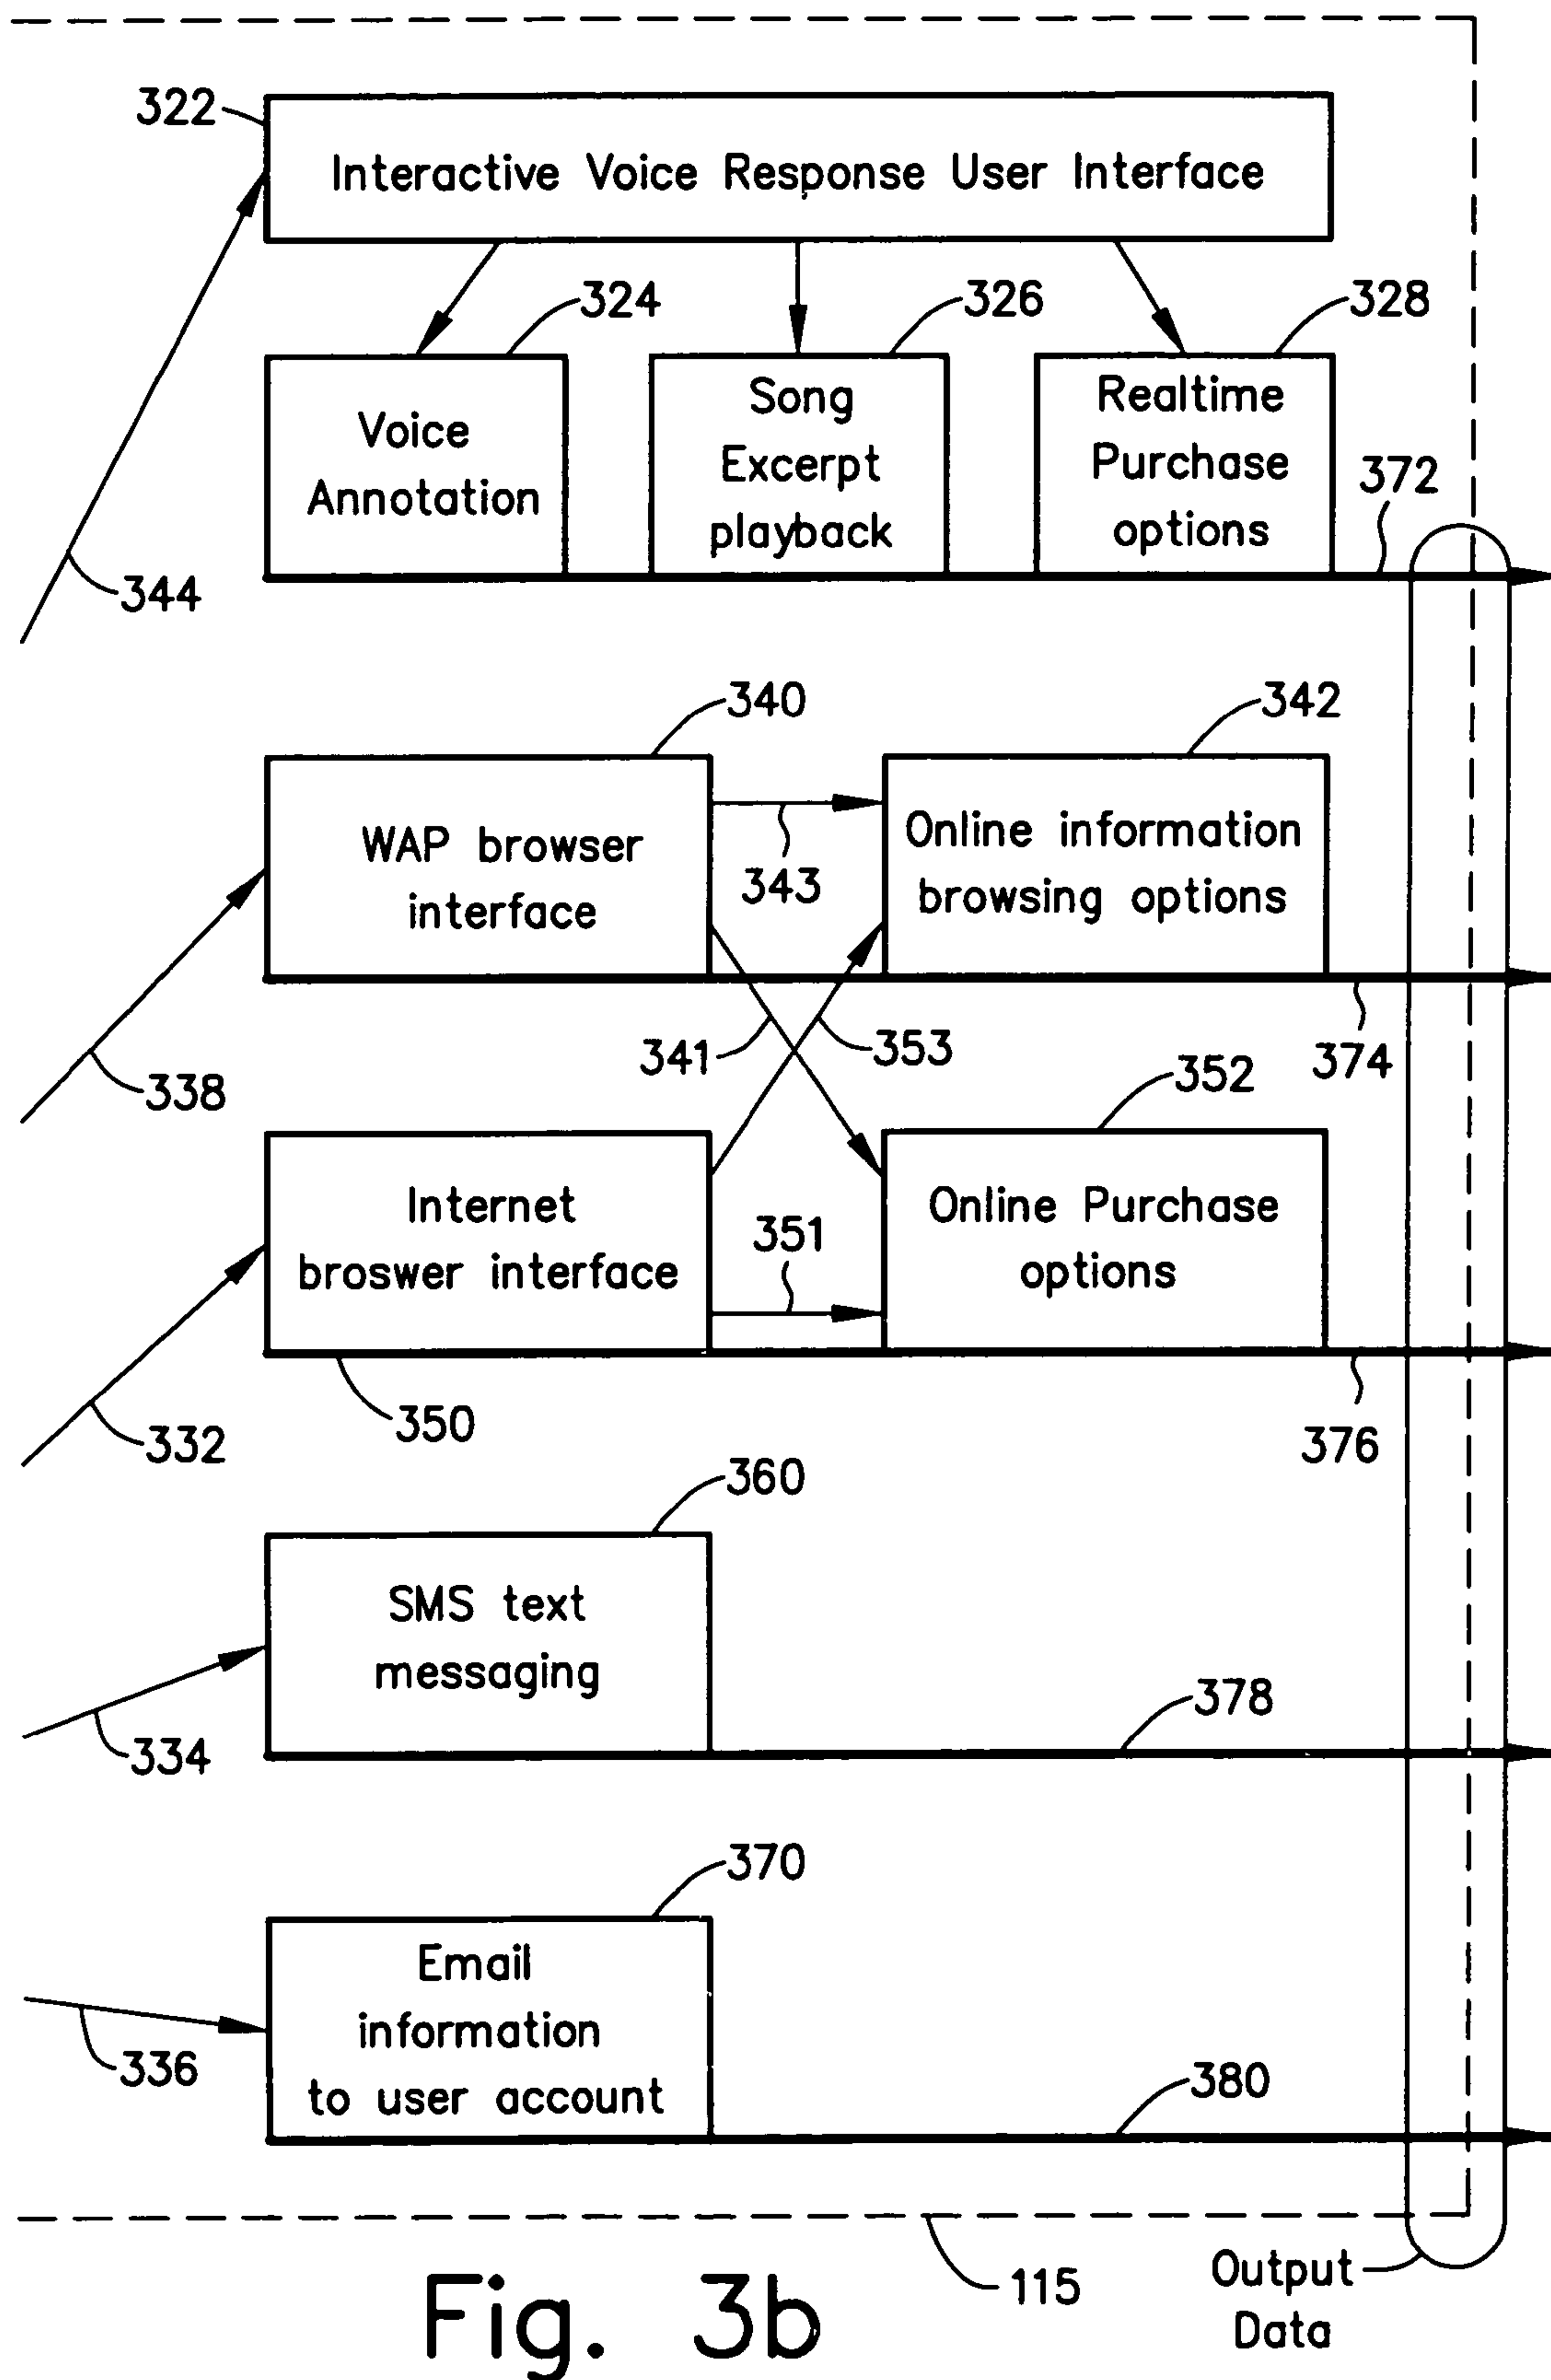 322
Interactive Voice Response User Interface
324
326
328
Voice
Annotation
Song
Excerpt
playback
Realtime
Purchase
options
372
344
340
342
WAP browser
interface
343
Online information
browsing options
341
353
374
338
352
Internet
broswer interface
351
Online Purchase
options
332
350
376
360
SMS text
messaging
378
334
370
Email
information
to user account
336
380
115
Output
Data
Fig. 3b